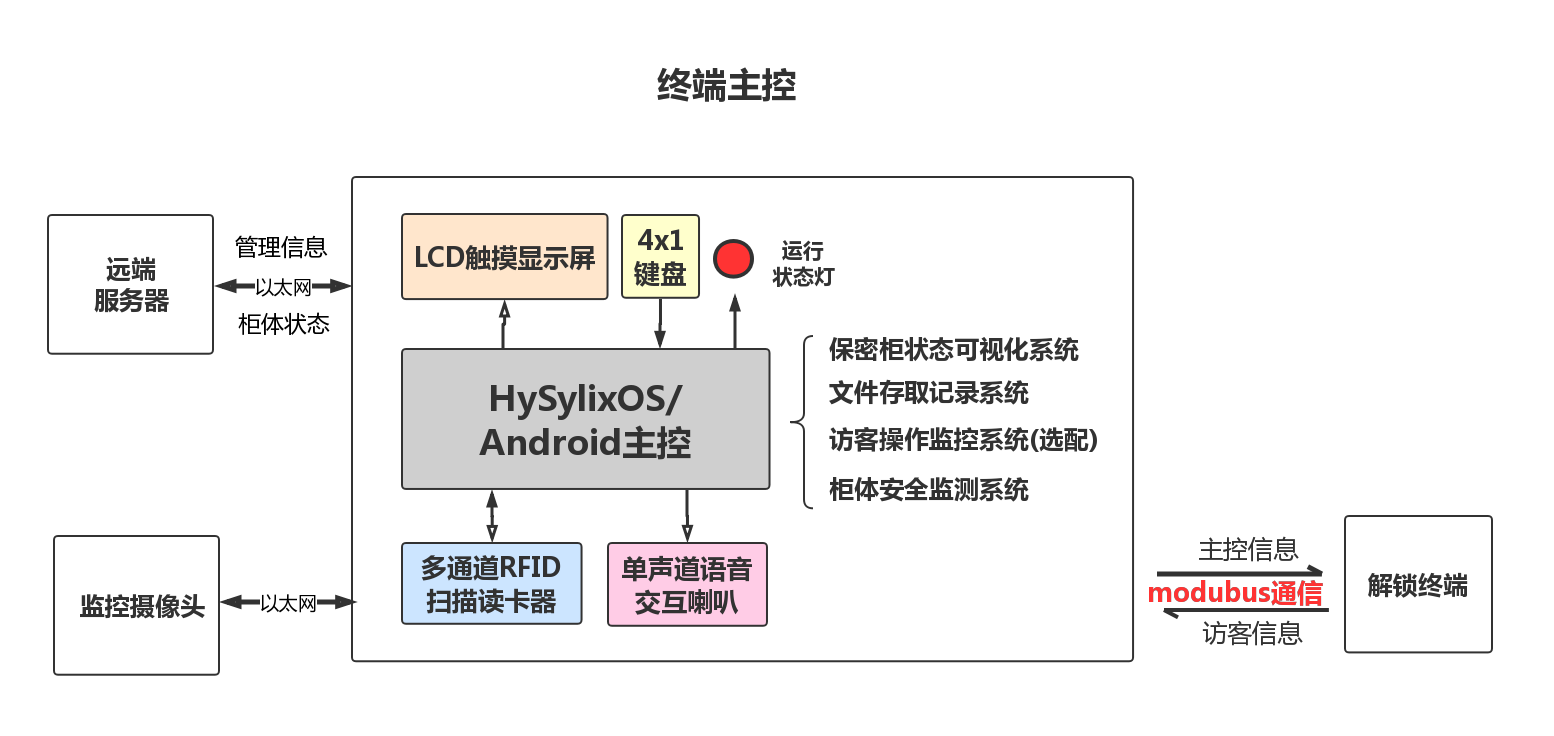 终端主控
远端
服务器
管理信息
以太网
柜体状态
LCD触摸显示屏
4x1
键盘
运行
状态灯
HySylixOS/
Android主控
保密柜状态可视化系统
文件存取记录系统
访客操作监控系统(选配)
柜体安全监测系统
监控摄像头
以太网
多通道RFID
扫描读卡器
单声道语音
交互喇叭
主控信息
modubus通信
访客信息
解锁终端